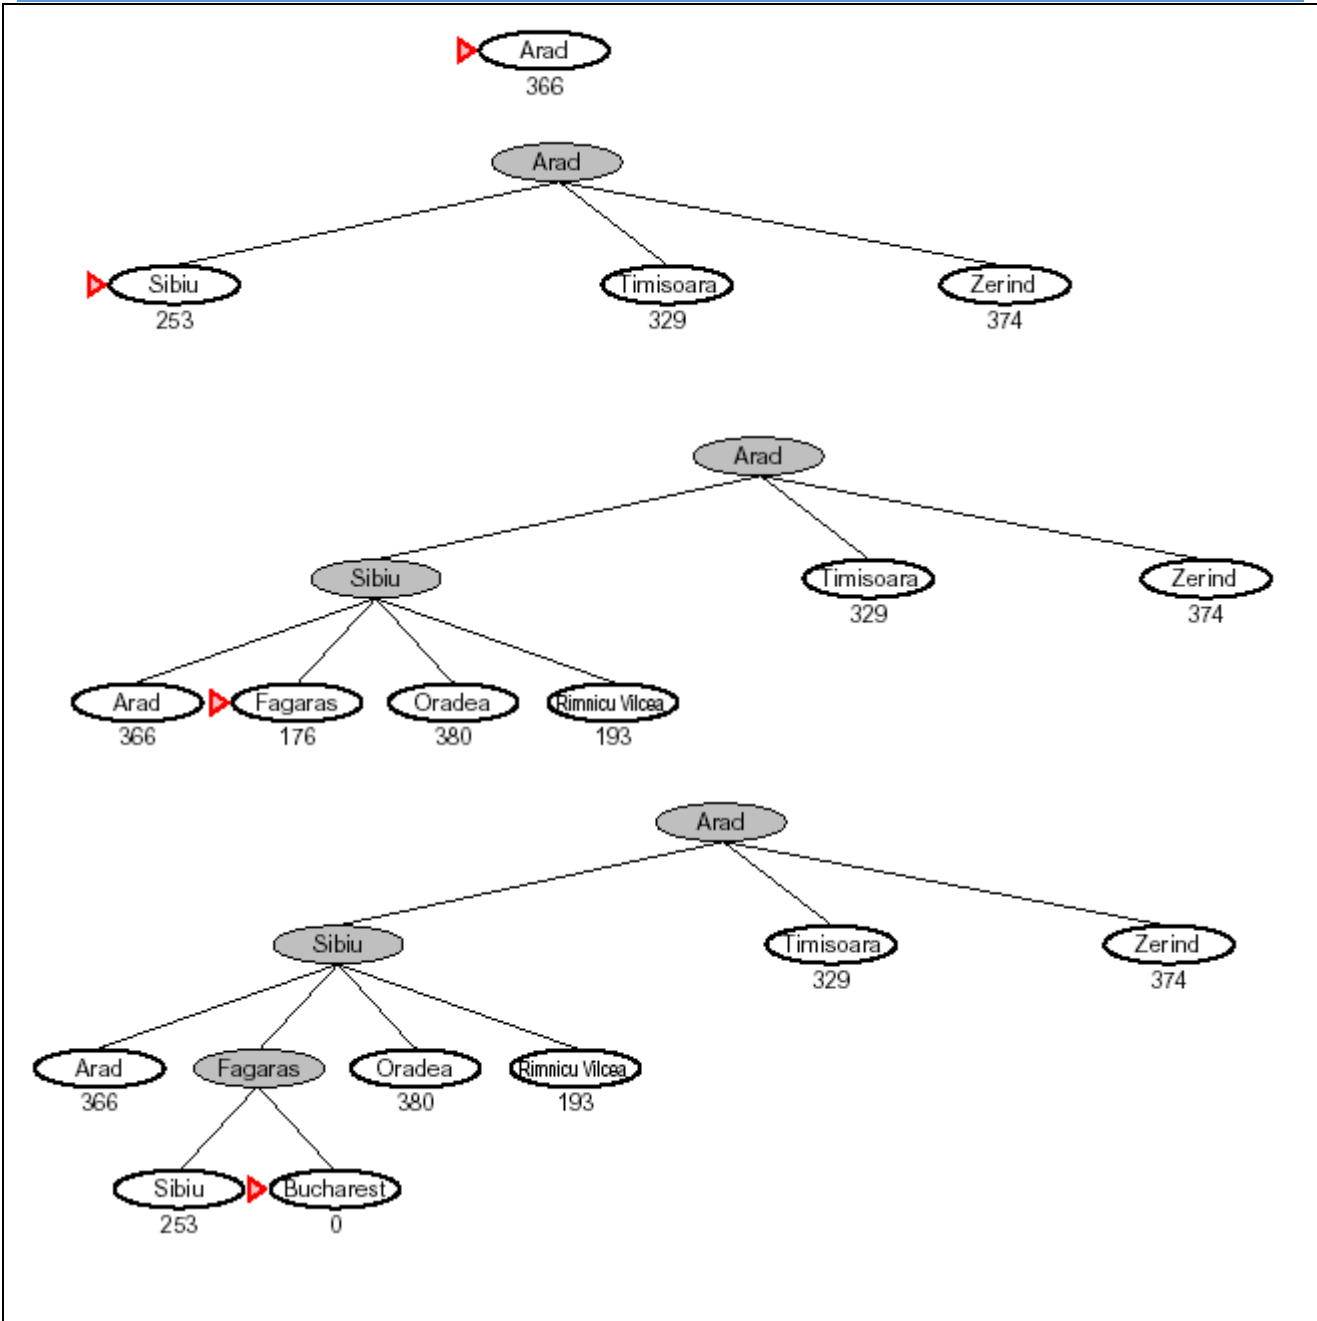 Arad
366
Arad
Sibiu Timisoara Zerind
253 329 374
Arad
Sibiu Timisoara Zerind
329 374
Arad Fagaras Oradea Rimnicu Vilcea
366 176 380 193
Arad
Sibiu Timisoara Zerind
329 374
Arad Fagaras Oradea Rimnicu Vilcea
366 380 193
Sibiu Bucharest
253 0